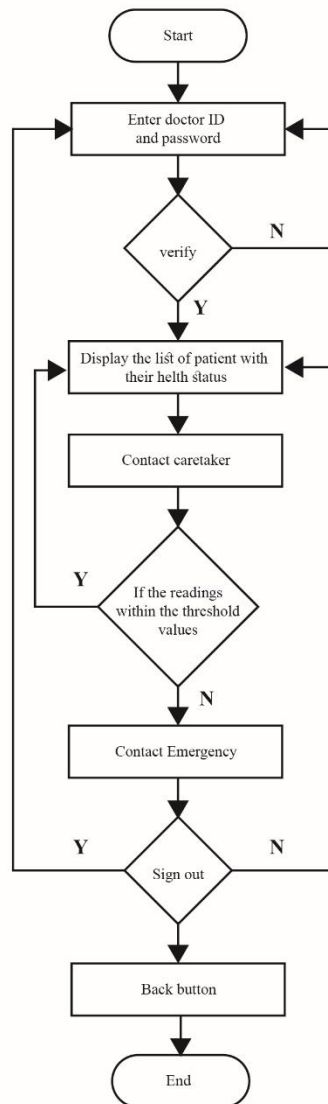 Start
Enter doctor ID
and password
verify
N
Y
Display the list of patient with
their helth status
Contact caretaker
If the readings
within the threshold
values
Y
N
Contact Emergency
Y
Sign out
N
Back button
End